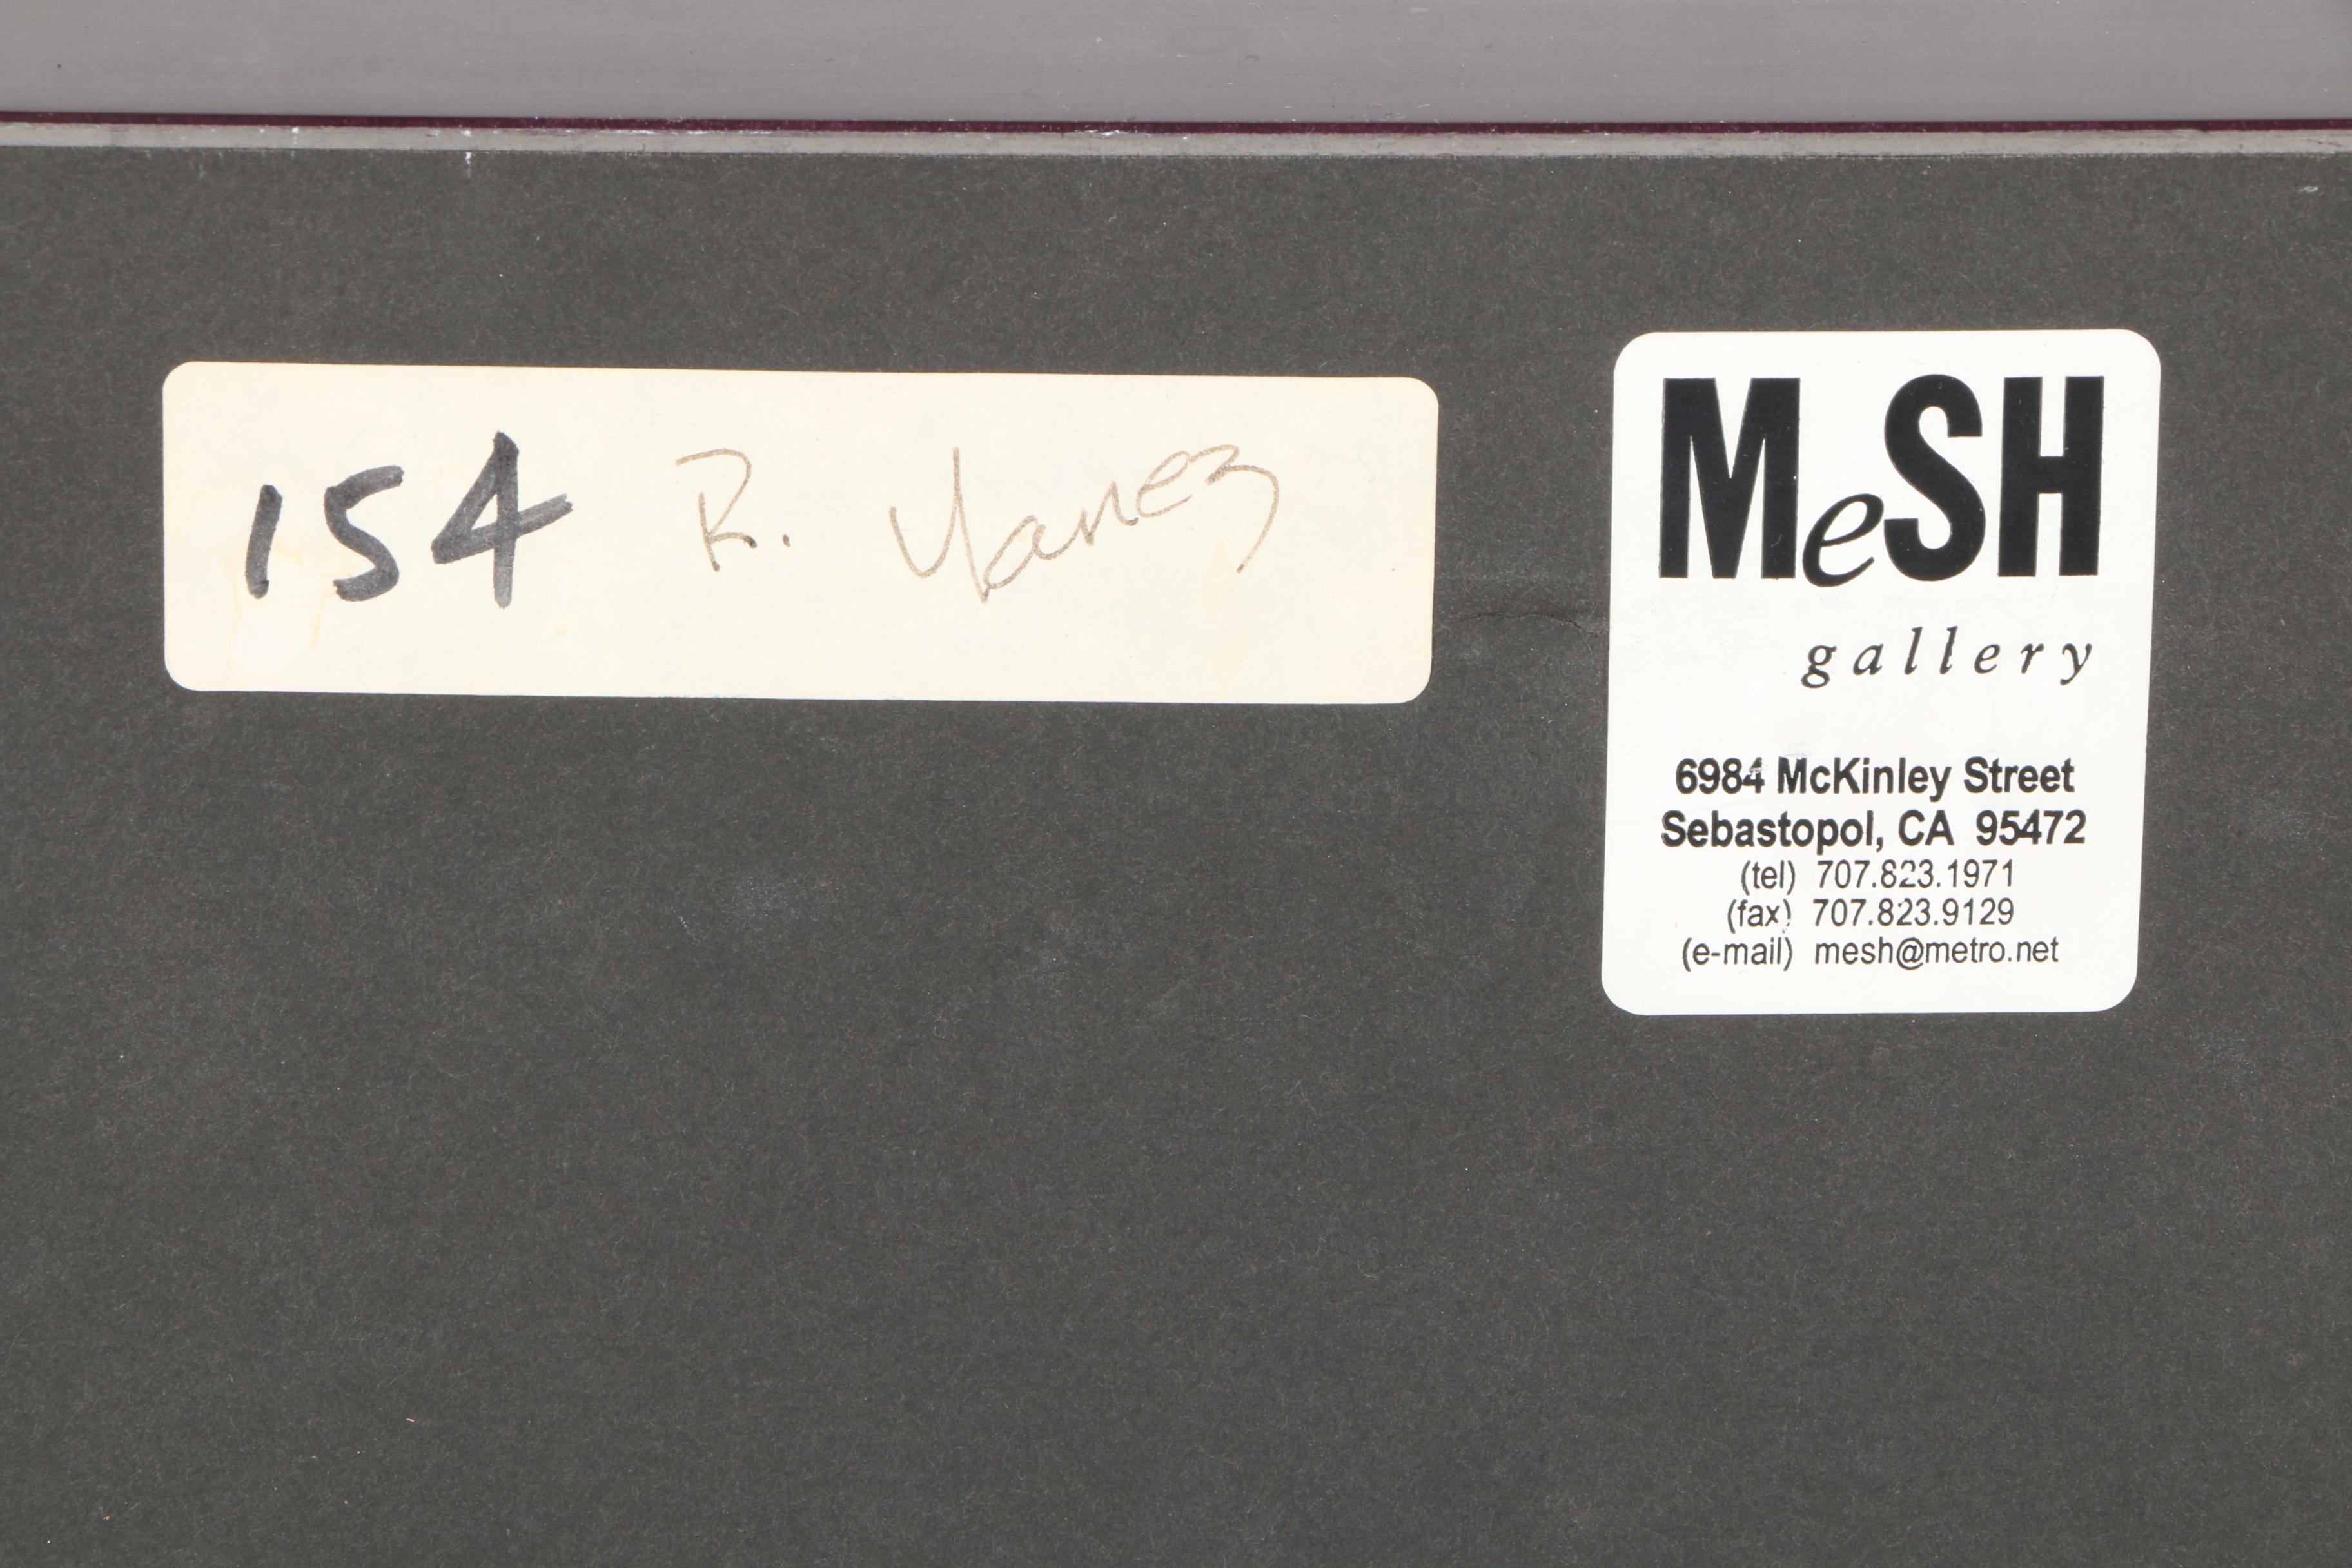 154 R. Yanez
MeSH
gallery
6984 McKinley Street
Sebastopol, CA 95472
(tel) 707.823.1971
(fax) 707.823.9129
(e-mail) mesh@metro.net